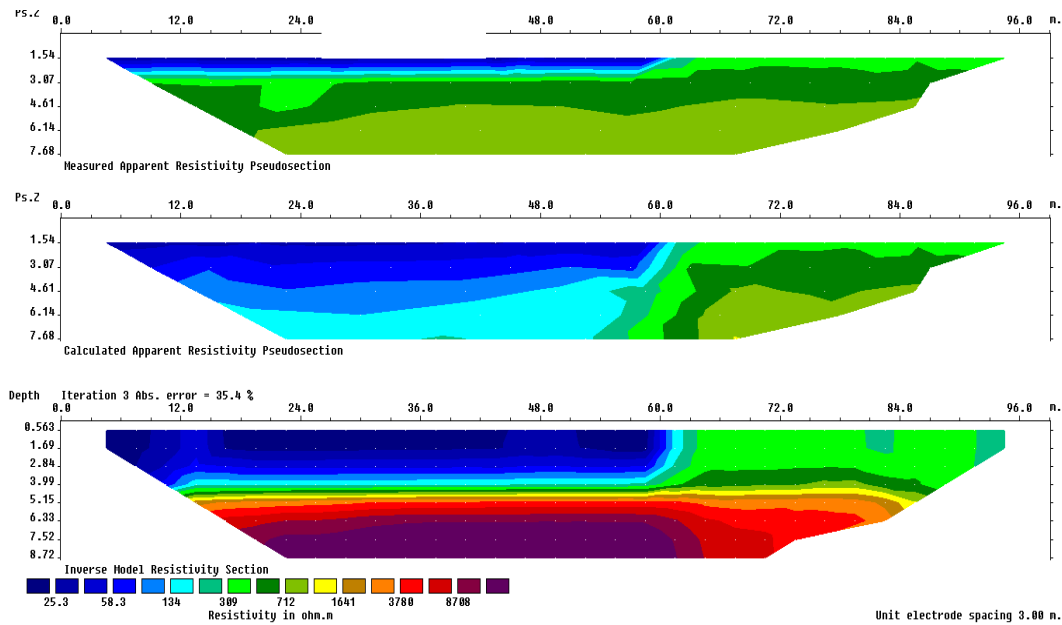 Ps.Z 0.0 12.0 24.0 60.0 72.0 84.0 96.0 m.
1.54
3.07
4.61
6.14
7.68
Measured Apparent Resistivity Pseudosection
Ps.Z 0.0 12.0 24.0 36.0 48.0 60.0 72.0 84.0 96.0 m.
1.54
3.07
4.61
6.14
7.68
Calculated Apparent Resistivity Pseudosection
Depth Iteration 3 Abs. error = 35.4 %
0.0 12.0 24.0 36.0 48.0 60.0 72.0 84.0 96.0 m.
0.563
1.69
2.84
3.99
5.15
6.33
7.52
8.72
Inverse Model Resistivity Section
25.3 58.3 134 309 712 1641 3780 8708
Resistivity in ohm.m
Unit electrode spacing 3.00 m.